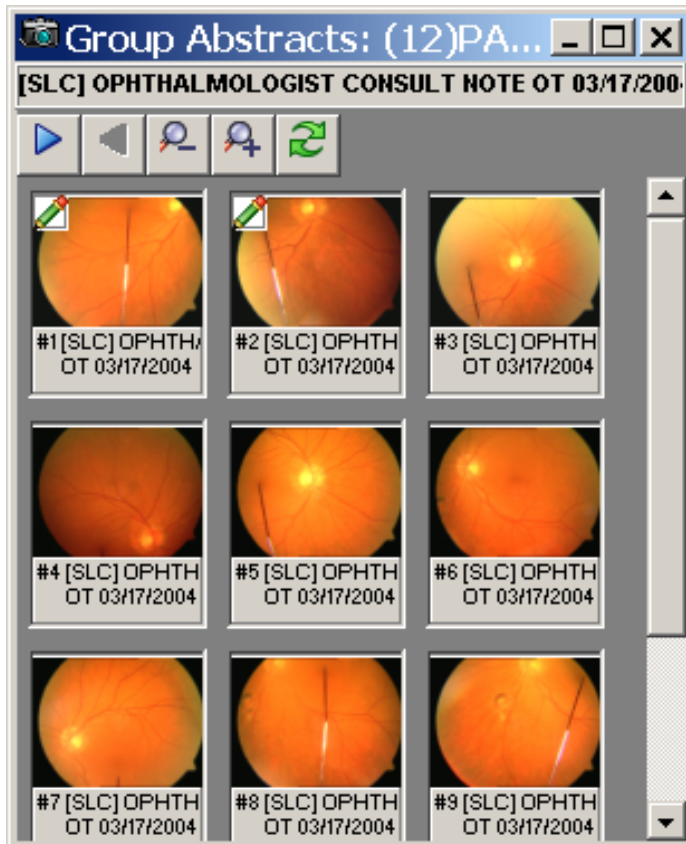 Group Abstracts: (12)PA...
[SLC] OPHTHALMOLOGIST CONSULT NOTE OT 03/17/200
#1 [SLC] OPHTH
OT 03/17/2004
#2 [SLC] OPHTH
OT 03/17/2004
#3 [SLC] OPHTH
OT 03/17/2004
#4 [SLC] OPHTH
OT 03/17/2004
#5 [SLC] OPHTH
OT 03/17/2004
#6 [SLC] OPHTH
OT 03/17/2004
#7 [SLC] OPHTH
OT 03/17/2004
#8 [SLC] OPHTH
OT 03/17/2004
#9 [SLC] OPHTH
OT 03/17/2004